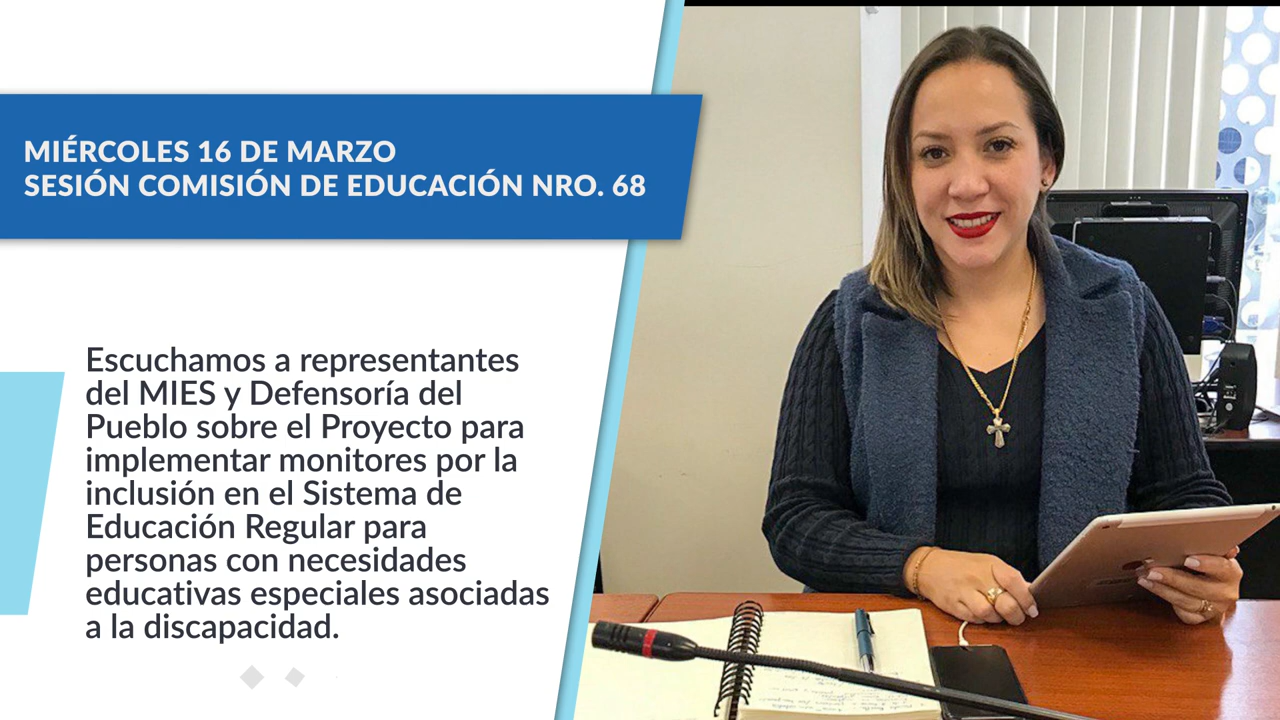 MIÉRCOLES 16 DE MARZO
SESIÓN COMISIÓN DE EDUCACIÓN NRO. 68
Escuchamos a representantes
del MIES y Defensoría del
Pueblo sobre el Proyecto para
implementar monitores por la
inclusión en el Sistema de
Educación Regular para
personas con necesidades
educativas especiales asociadas
a la discapacidad.